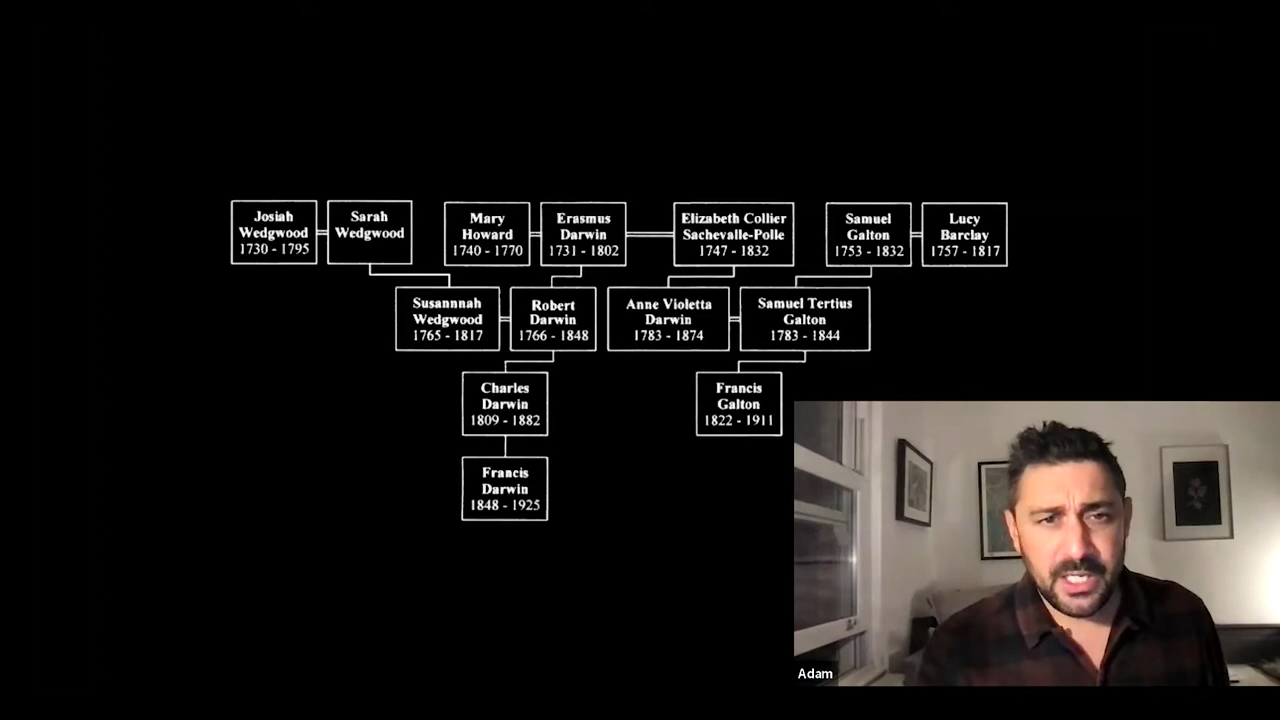 Josiah
Wedgwood
1730 - 1795
Sarah
Wedgwood
Mary
Howard
1740 - 1770
Erasmus
Darwin
1731 - 1802
Elizabeth Collier
Sachevalle-Polle
1747 - 1832
Samuel
Galton
1753 - 1832
Lucy
Barclay
1757 - 1817
Susannnah
Wedgwood
1765 - 1817
Robert
Darwin
1766 - 1848
Anne Violetta
Darwin
1783 - 1874
Samuel Tertius
Galton
1783 - 1844
Charles
Darwin
1809 - 1882
Francis
Galton
1822 - 1911
Francis
Darwin
1848 - 1925
Adam